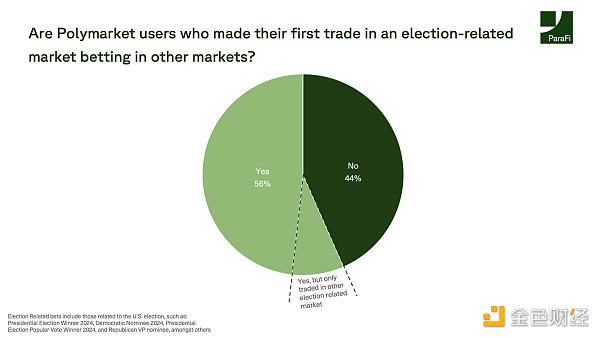 Are Polymarket users who made their first trade in an election-related
market betting in other markets?
ParaFi
Yes
56%
No
44%
Yes, but only
traded in other
election related
market
Election Related bets include those related to the U.S. election, such as:
Presidential Election Winner 2024, Democratic Nominee 2024, Presidential
Election Popular Vote Winner 2024, and Republican VP nominee, amongst others
金色财经